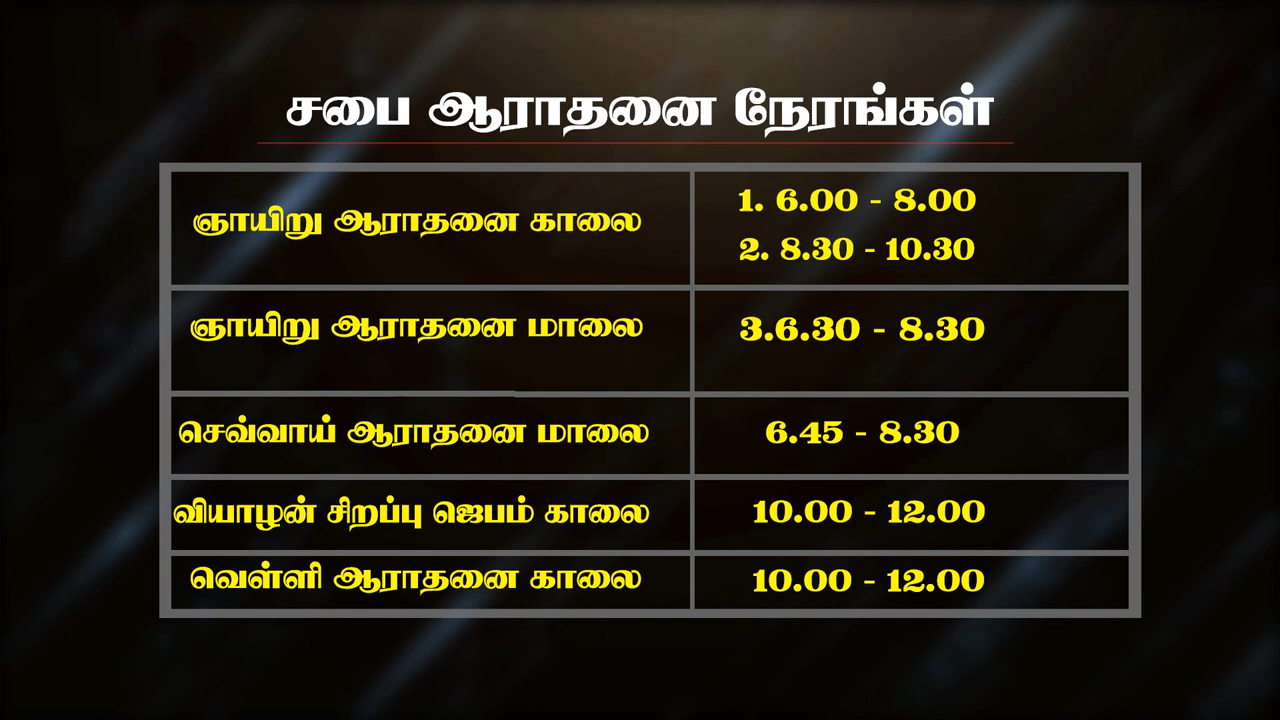 சபை ஆராதனை நேரங்கள்
ஞாயிறு ஆராதனை காலை
1. 6.00 - 8.00
2. 8.30 - 10.30
ஞாயிறு ஆராதனை மாலை
3.6.30 - 8.30
செவ்வாய் ஆராதனை மாலை
6.45 - 8.30
வியாழன் சிறப்பு ஜெபம் காலை
10.00 - 12.00
வெள்ளி ஆராதனை காலை
10.00 - 12.00